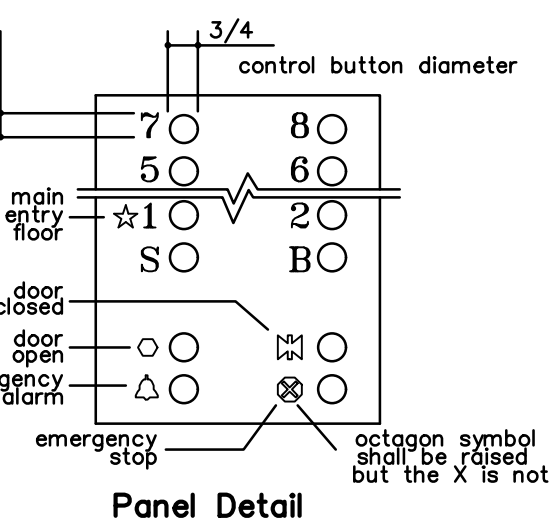 3/4
control button diameter
7 8
5 6
main
entry
floor
☆1 2
S B
door
closed
door
open
gency
alarm
emergency
stop
octagon symbol
shall be raised
but the X is not
Panel Detail